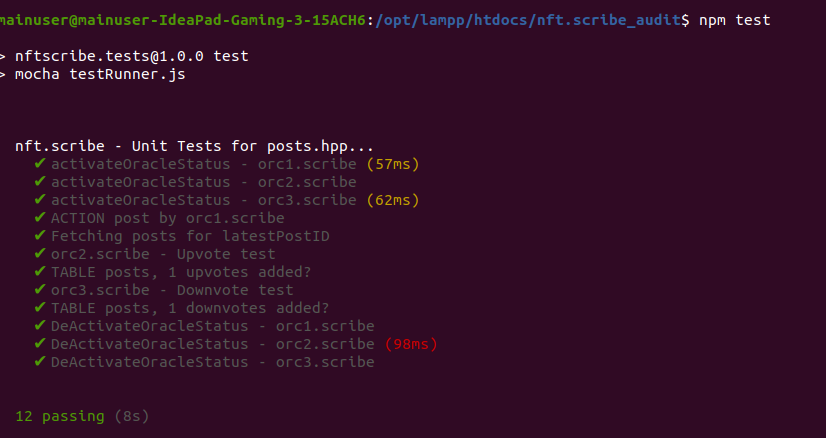 mainuser@mainuser-IdeaPad-Gaming-3-15ACH6:/opt/lampp/htdocs/nft.scribe_audit$ npm test
> nftscribe.tests@1.0.0 test
> mocha testRunner.js
nft.scribe - Unit Tests for posts.hpp...
✔ activateOracleStatus - orc1.scribe (57ms)
✔ activateOracleStatus - orc2.scribe
✔ activateOracleStatus - orc3.scribe (62ms)
✔ ACTION post by orc1.scribe
✔ Fetching posts for latestPostID
✔ orc2.scribe - Upvote test
✔ TABLE posts, 1 upvotes added?
✔ orc3.scribe - Downvote test
✔ TABLE posts, 1 downvotes added?
✔ DeActivateOracleStatus - orc1.scribe
✔ DeActivateOracleStatus - orc2.scribe (98ms)
✔ DeActivateOracleStatus - orc3.scribe
12 passing (8s)